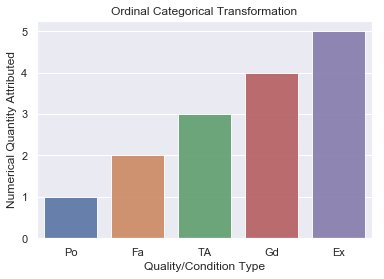 Ordinal Categorical Transformation
Numerical Quantity Attributed
5
4
3
2
1
0
Po Fa TA Gd Ex
Quality/Condition Type